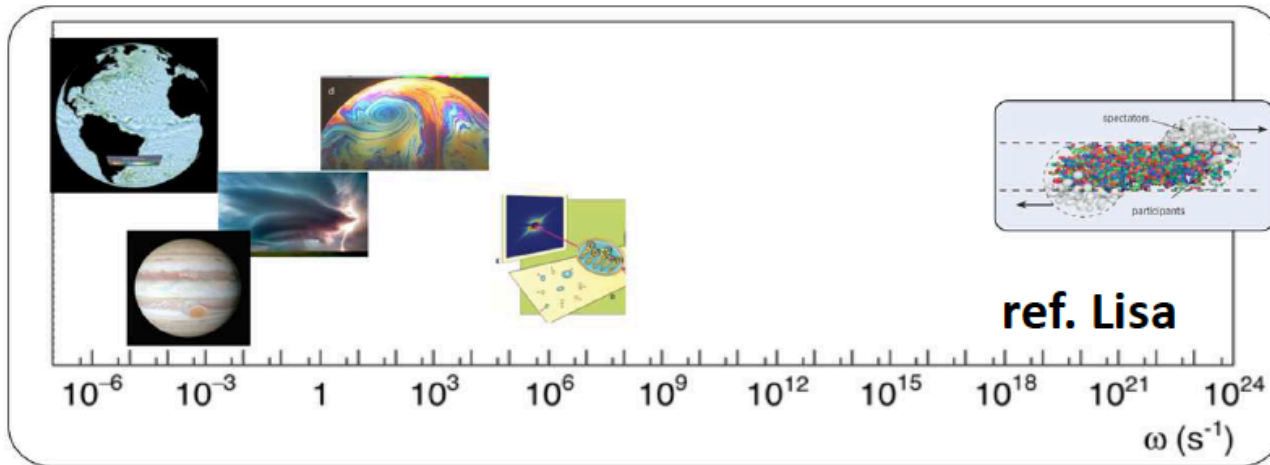 d
spectators
participants
ref. Lisa
10⁻⁶ 10⁻³ 1 10³ 10⁶ 10⁹ 10¹² 10¹⁵ 10¹⁸ 10²¹ 10²⁴
ω (s⁻¹)